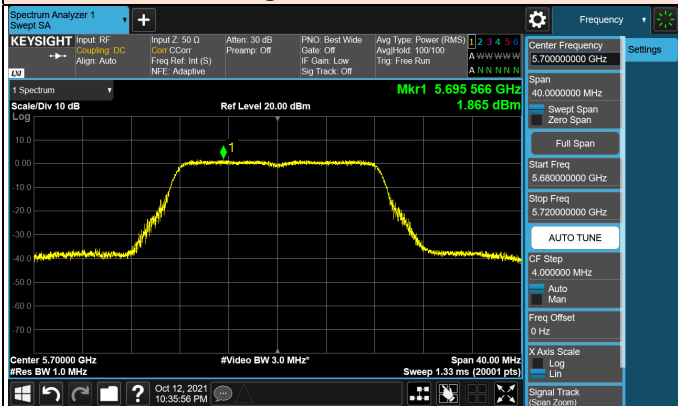 Spectrum Analyzer 1
Swept SA
+
Frequency
KEYSIGHT
Input: RF
Coupling: DC
Align: Auto
Input Z: 50 Ω
Corr CCorr
Freq Ref: Int (S)
NFE: Adaptive
Atten: 30 dB
Preamp: Off
PNO: Best Wide
Gate: Off
IF Gain: Low
Sig Track: Off
Avg Type: Power (RMS)
Avg|Hold: 100/100
Trig: Free Run
1 2 3 4 5 6
A W W W W W
A N N N N N
LXI
1 Spectrum
Scale/Div 10 dB
Log
Ref Level 20.00 dBm
Mkr1 5.695 566 GHz
1.865 dBm
10.0
0.00
-10.0
-20.0
-30.0
-40.0
-50.0
-60.0
-70.0
1
Center 5.70000 GHz
#Res BW 1.0 MHz
#Video BW 3.0 MHz*
Span 40.00 MHz
Sweep 1.33 ms (20001 pts)
Center Frequency
5.700000000 GHz
Settings
Span
40.0000000 MHz
Swept Span
Zero Span
Full Span
Start Freq
5.680000000 GHz
Stop Freq
5.720000000 GHz
AUTO TUNE
CF Step
4.000000 MHz
Auto
Man
Freq Offset
0 Hz
X Axis Scale
Log
Lin
Signal Track
(Span Zoom)
?
Oct 12, 2021
10:35:56 PM